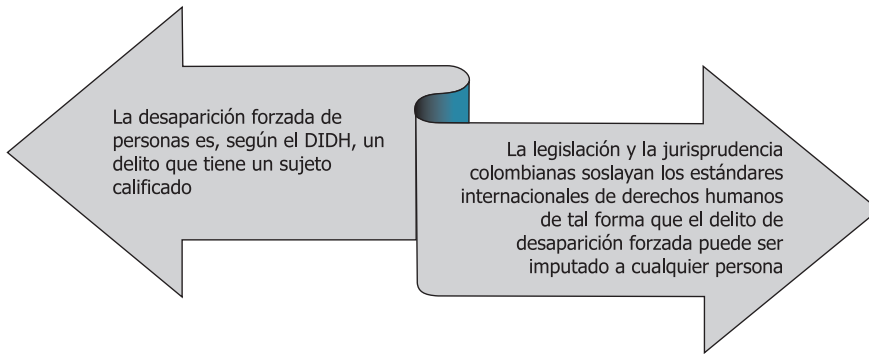 La desaparición forzada de
personas es, según el DIDH, un
delito que tiene un sujeto
calificado
La legislación y la jurisprudencia
colombianas soslayan los estándares
internacionales de derechos humanos
de tal forma que el delito de
desaparición forzada puede ser
imputado a cualquier persona